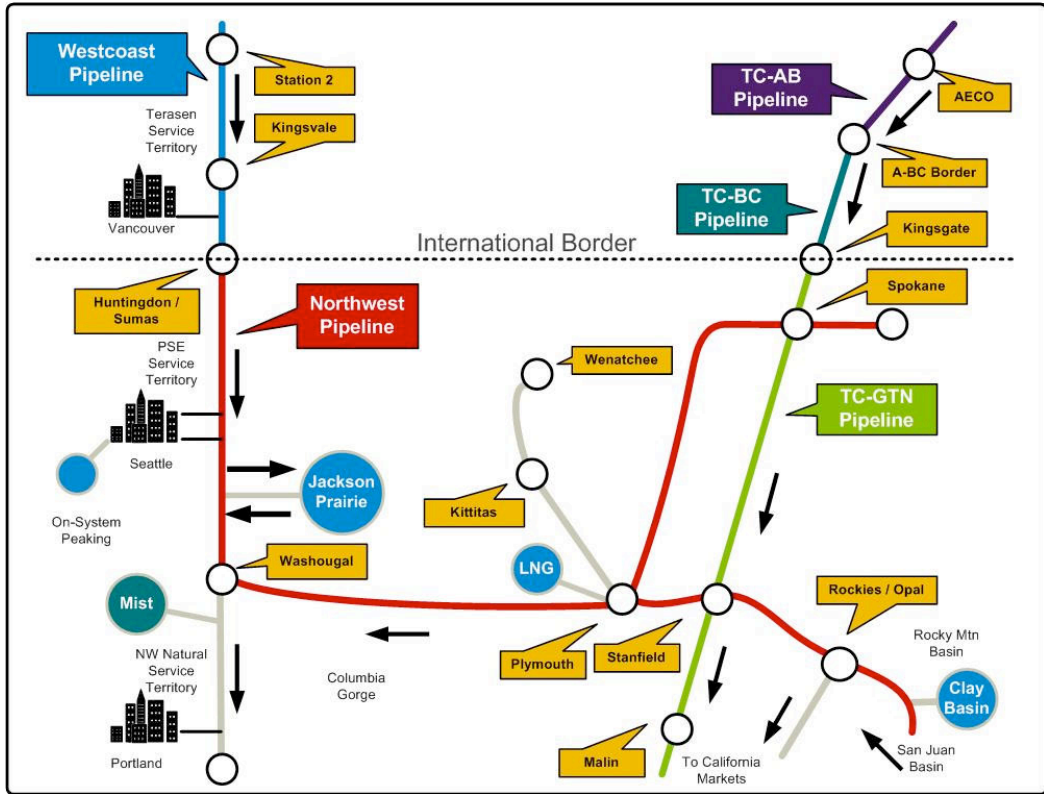 Westcoast
Pipeline
Station 2
TC-AB
Pipeline
AECO
Terasen
Service
Territory
Kingsvale
A-BC Border
Vancouver
TC-BC
Pipeline
Kingsgate
International Border
Huntingdon /
Sumas
Northwest
Pipeline
Spokane
PSE
Service
Territory
Wenatchee
TC-GTN
Pipeline
Seattle
Jackson
Prairie
Kittitas
On-System
Peaking
Washougal
LNG
Mist
Rockies / Opal
Rocky Mtn
Basin
NW Natural
Service
Territory
Plymouth
Stanfield
Columbia
Gorge
Clay
Basin
Portland
Malin
To California
Markets
San Juan
Basin